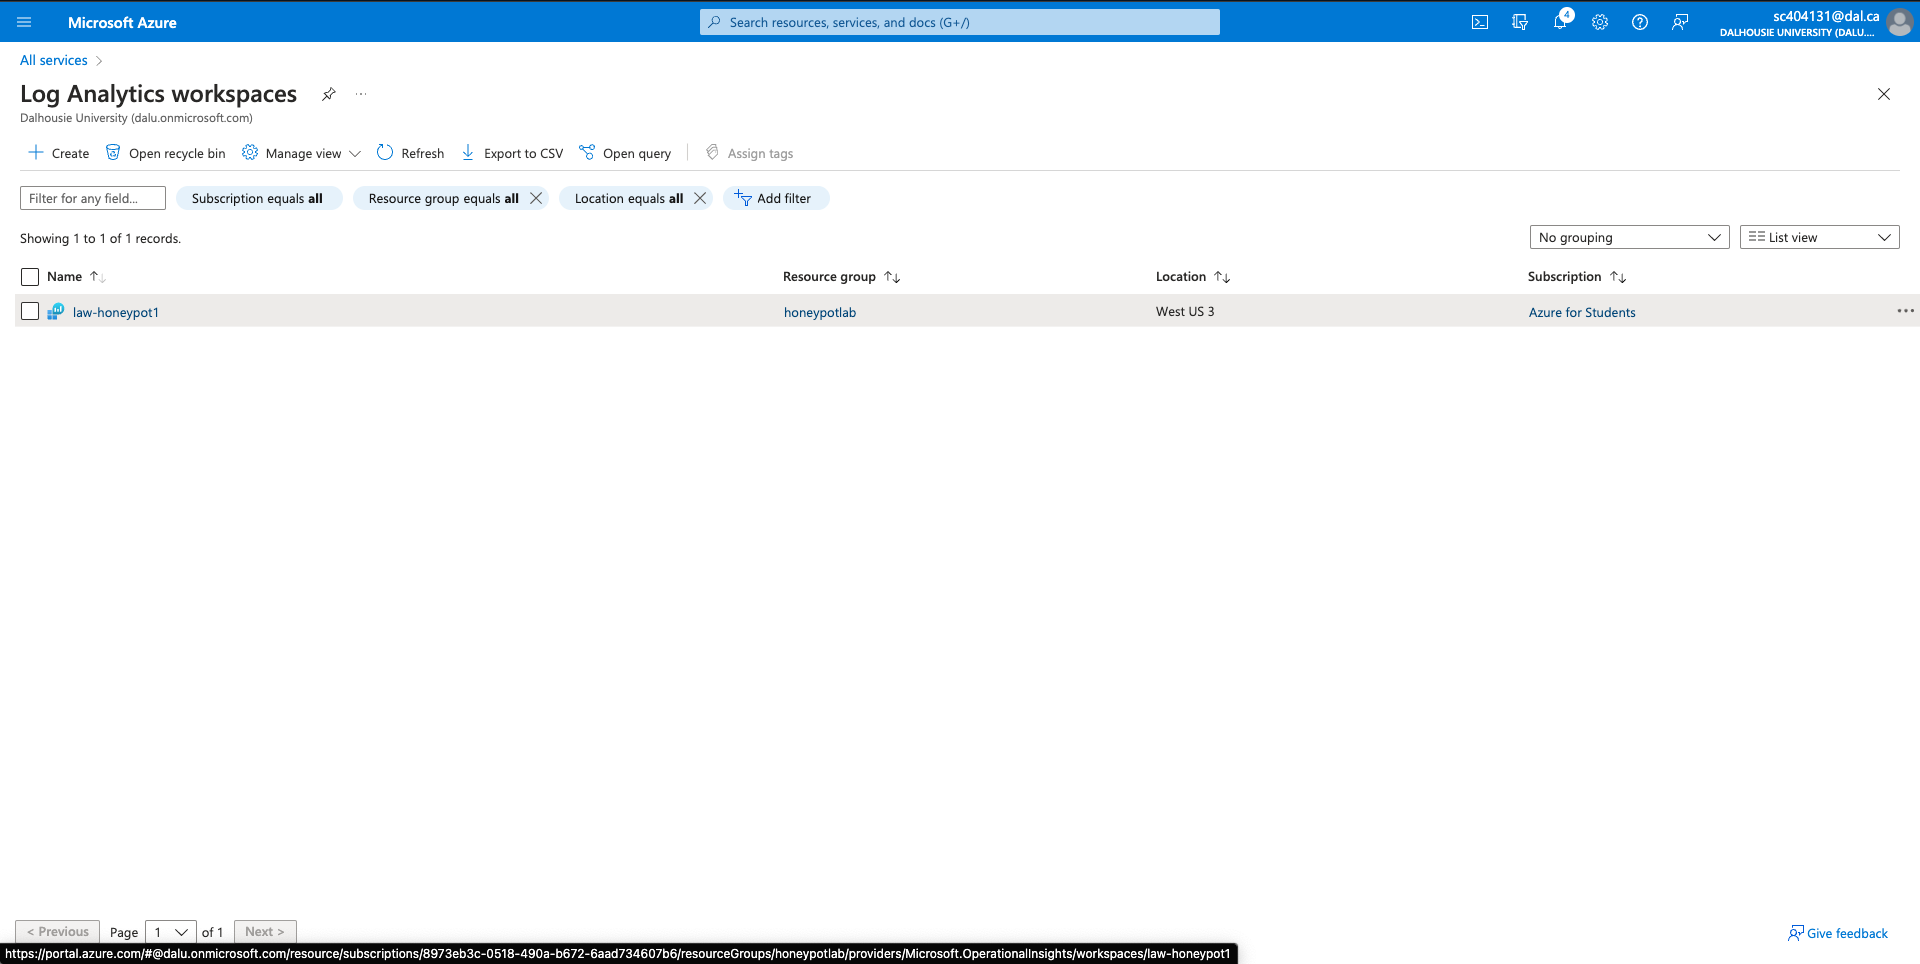 Microsoft Azure
Search resources, services, and docs (G+/)
4
sc404131@dal.ca
DALHOUSIE UNIVERSITY (DALU....
All services
Log Analytics workspaces
Dalhousie University (dalu.onmicrosoft.com)
Create
Open recycle bin
Manage view
Refresh
Export to CSV
Open query
Assign tags
Filter for any field...
Subscription equals all
Resource group equals all
Location equals all
Add filter
Showing 1 to 1 of 1 records.
No grouping
List view
Name
Resource group
Location
Subscription
law-honeypot1
honeypotlab
West US 3
Azure for Students
< Previous
Page
1
of 1
Next >
Give feedback
https://portal.azure.com/#@dalu.onmicrosoft.com/resource/subscriptions/8973eb3c-0518-490a-b672-6aad734607b6/resourceGroups/honeypotlab/providers/Microsoft.OperationalInsights/workspaces/law-honeypot1